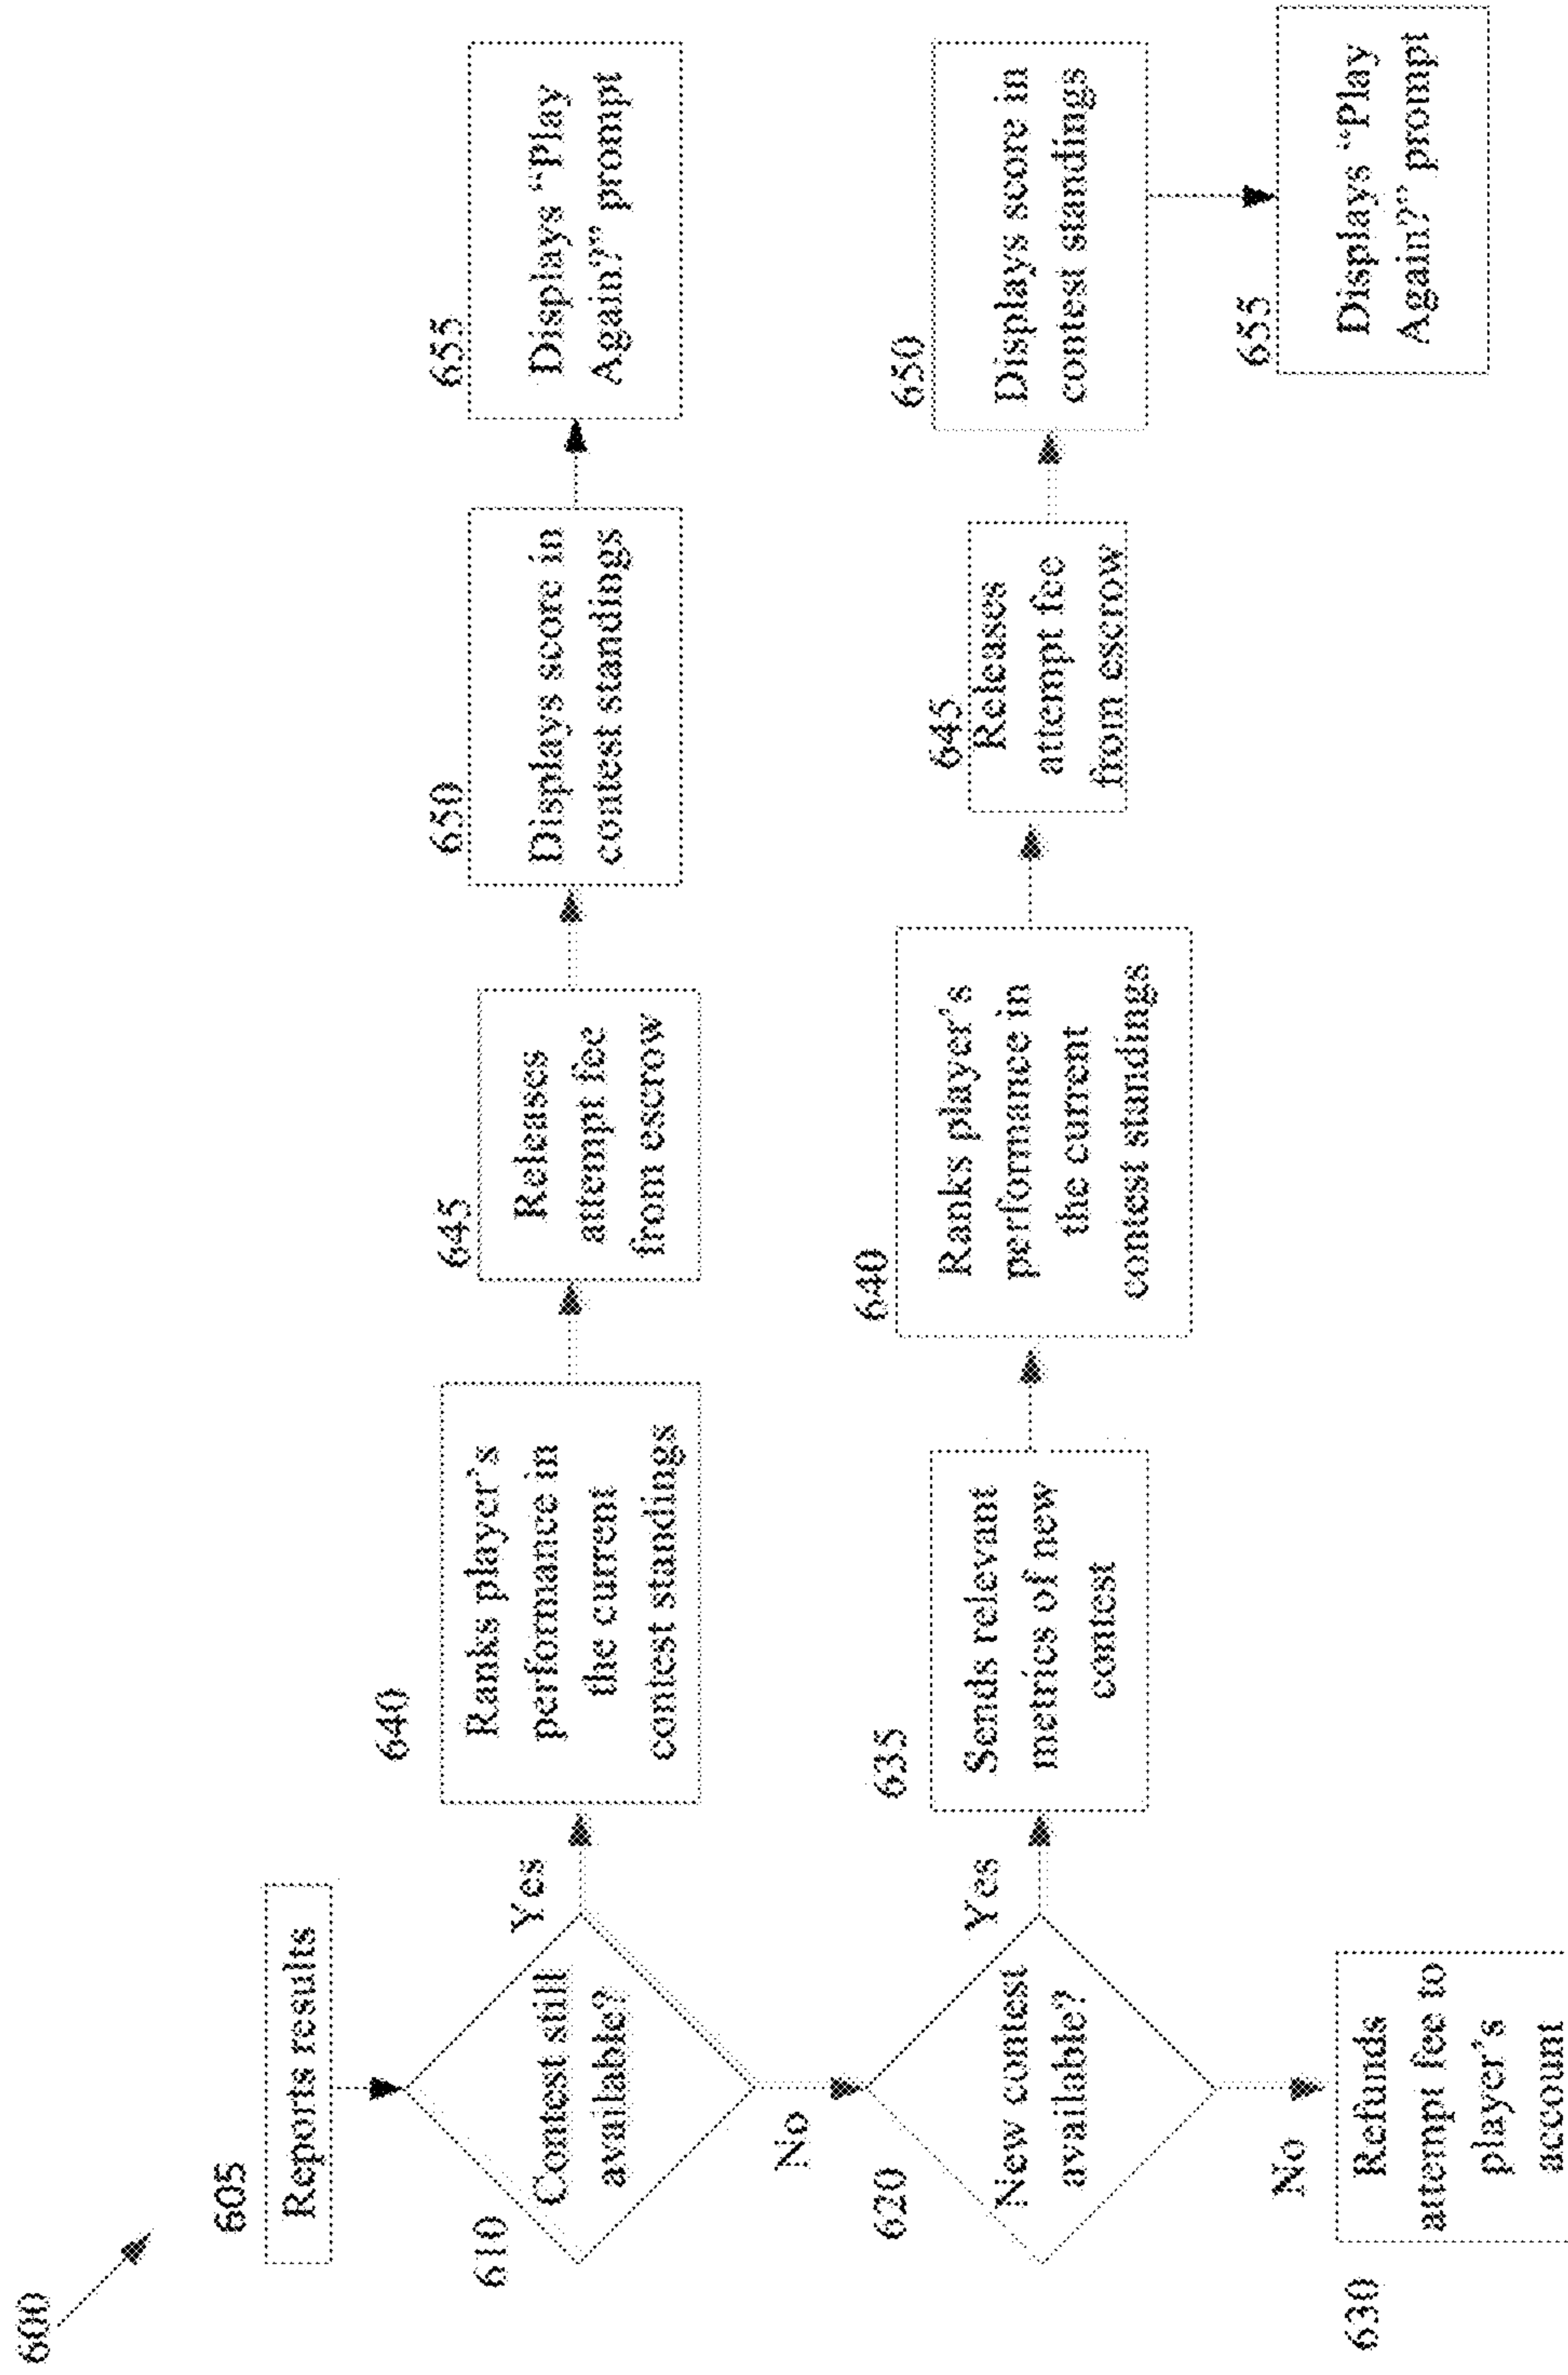 600
605
Reports results
610
Contest still
available?
Yes
640
Ranks player's
performance in
the current
contest standings
645
Releases
attempt fee
from escrow
650
Displays score in
contest standings
655
Displays "Play
Again?" prompt
No
620
New contest
available?
Yes
635
Sends relevant
metrics of new
contest
640
Ranks player's
performance in
the current
contest standings
645
Releases
attempt fee
from escrow
650
Displays score in
contest standings
655
Displays "Play
Again?" prompt
No
630
Refunds
attempt fee to
player's
account